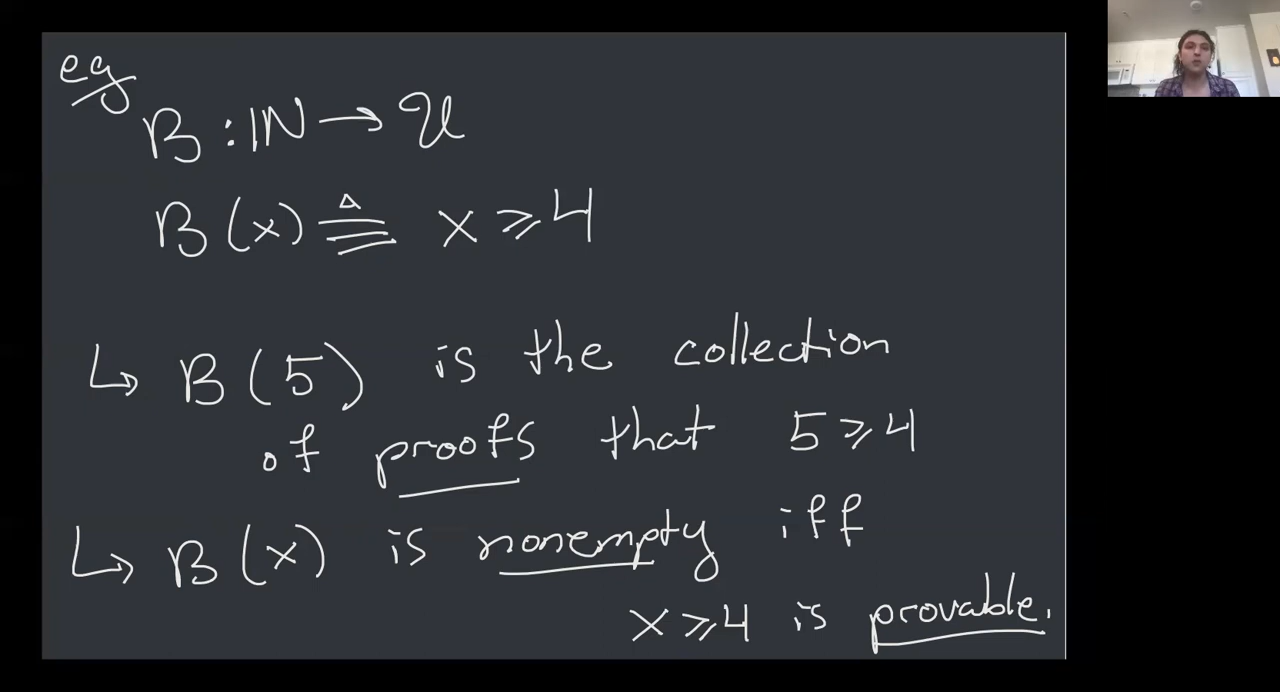 eg
B : ℕ → 𝒰
B(x) ≜ x ⩾ 4
↳ B(5) is the collection
of proofs that 5 ⩾ 4
↳ B(x) is nonempty iff
x ⩾ 4 is provable.